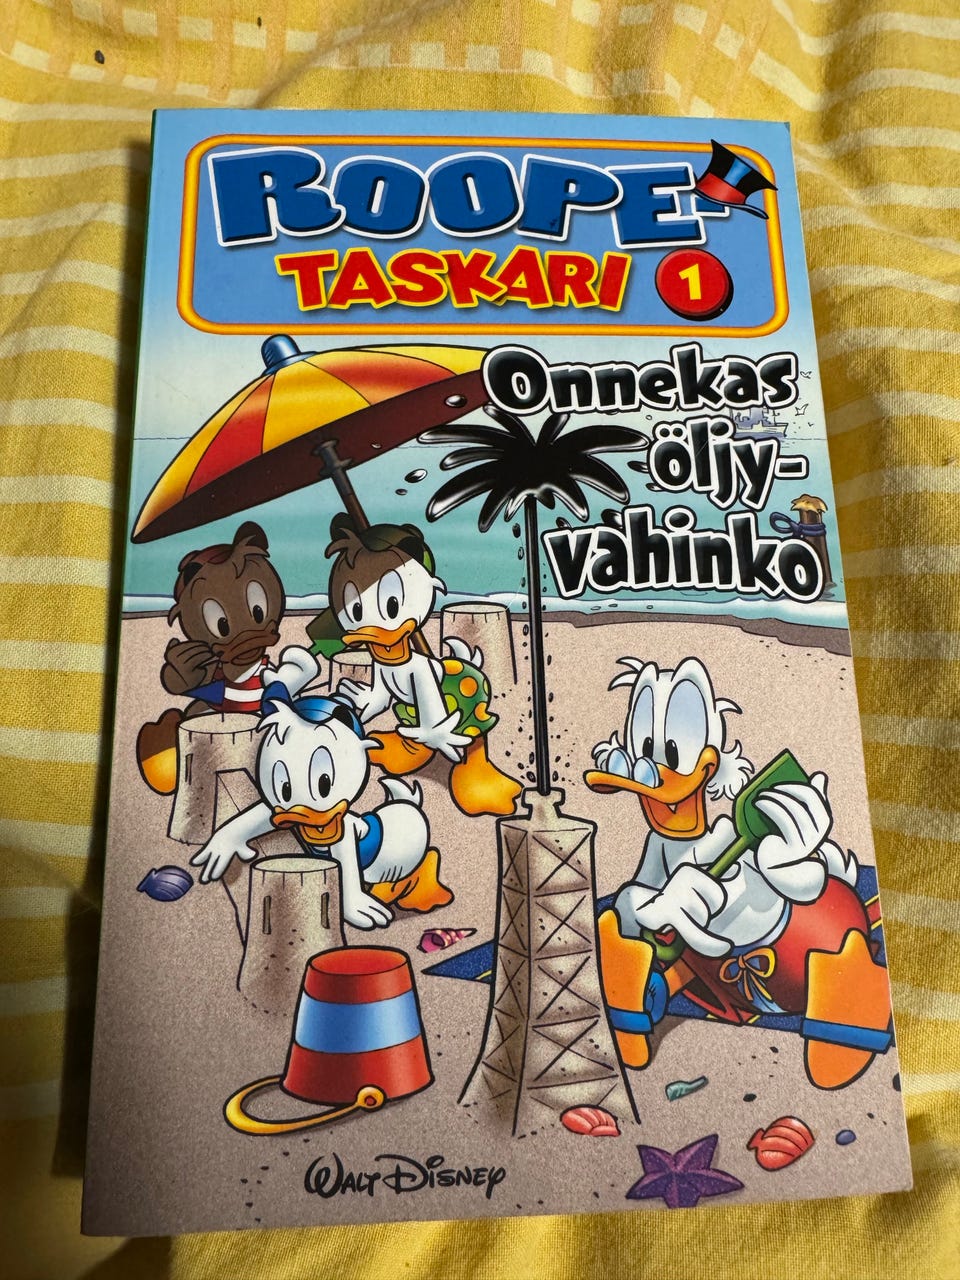 ROOPE-
TASKARI 1
Onnekas
öljy-
vahinko
WALT DISNEY